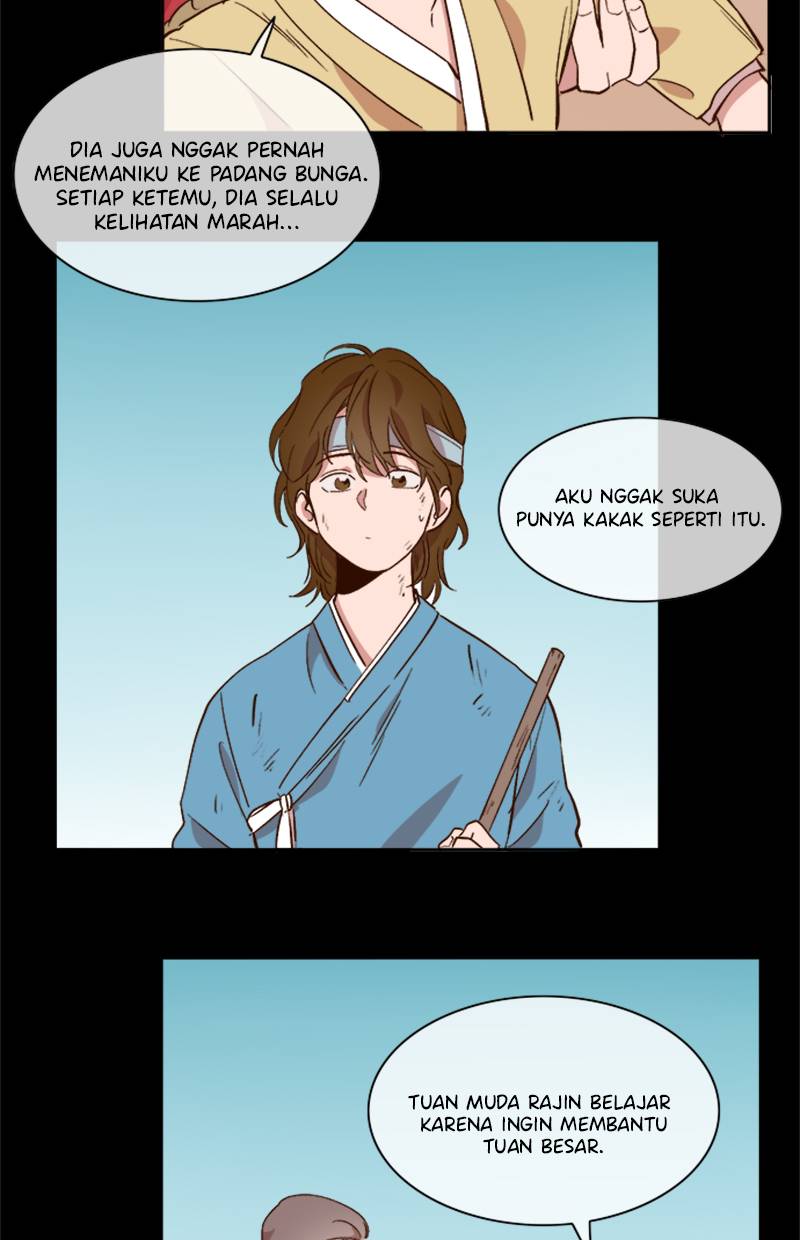 DIA JUGA NGGAK PERNAH
MENEMANIKU KE PADANG BUNGA.
SETIAP KETEMU, DIA SELALU
KELIHATAN MARAH...
AKU NGGAK SUKA
PUNYA KAKAK SEPERTI ITU.
TUAN MUDA RAJIN BELAJAR
KARENA INGIN MEMBANTU
TUAN BESAR.